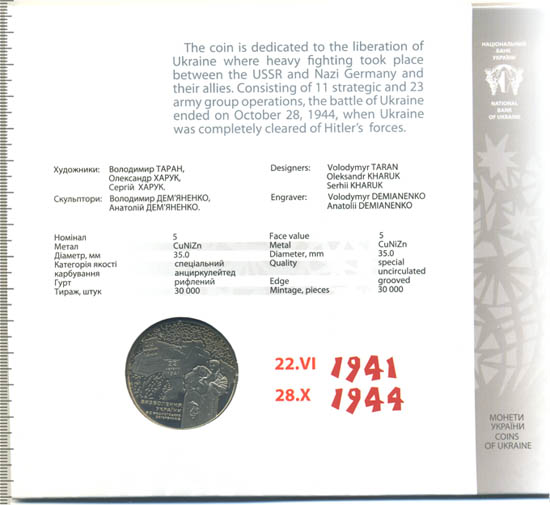 The coin is dedicated to the liberation of
Ukraine where heavy fighting took place
between the USSR and Nazi Germany and
their allies. Consisting of 11 strategic and 23
army group operations, the battle of Ukraine
ended on October 28, 1944, when Ukraine
was completely cleared of Hitler's forces.
НАЦІОНАЛЬНИЙ
БАНК
УКРАЇНИ
NATIONAL
BANK
OF UKRAINE
Художники: Володимир ТАРАН,
Олександр ХАРУК,
Сергій ХАРУК.
Скульптори: Володимир ДЕМ'ЯНЕНКО,
Анатолій ДЕМ'ЯНЕНКО.
Designers: Volodymyr TARAN
Oleksandr KHARUK
Serhii KHARUK
Engraver: Volodymyr DEMIANENKO
Anatolii DEMIANENKO
Номінал 5
Метал CuNiZn
Діаметр, мм 35.0
Категорія якості спеціальний
карбування анциркулейтед
Гурт рифлений
Тираж, штук 30 000
Face value 5
Metal CuNiZn
Diameter, mm 35.0
Quality special
uncirculated
Edge grooved
Mintage, pieces 30 000
ВИЗВОЛЕННЯ
УКРАЇНИ
22.VI 1941
28.X 1944
МОНЕТИ
УКРАЇНИ
COINS
OF UKRAINE